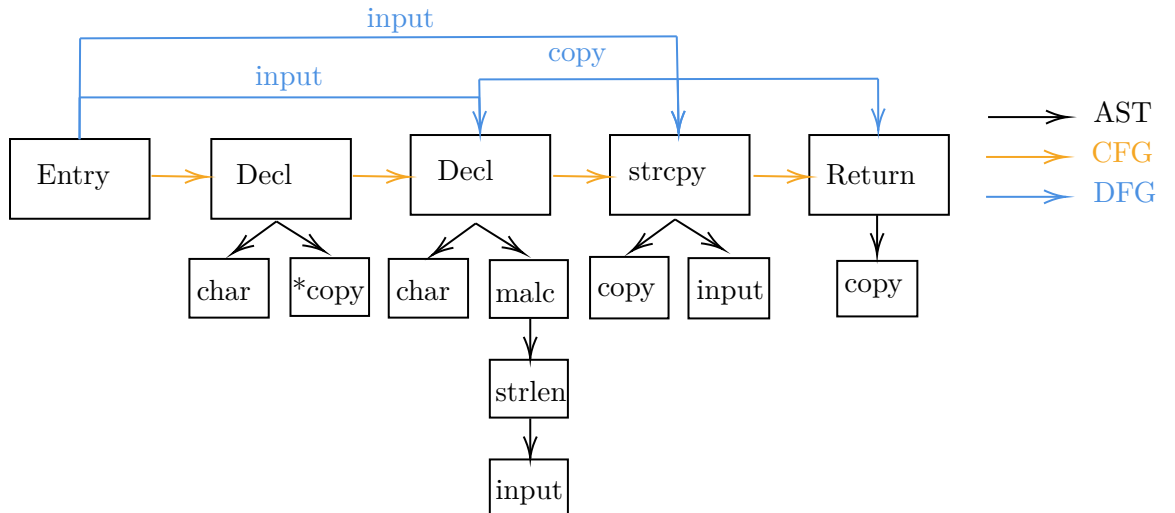 input
copy
input
Entry
Decl
Decl
strcpy
Return
AST
CFG
DFG
char
*copy
char
malc
copy
input
copy
strlen
input